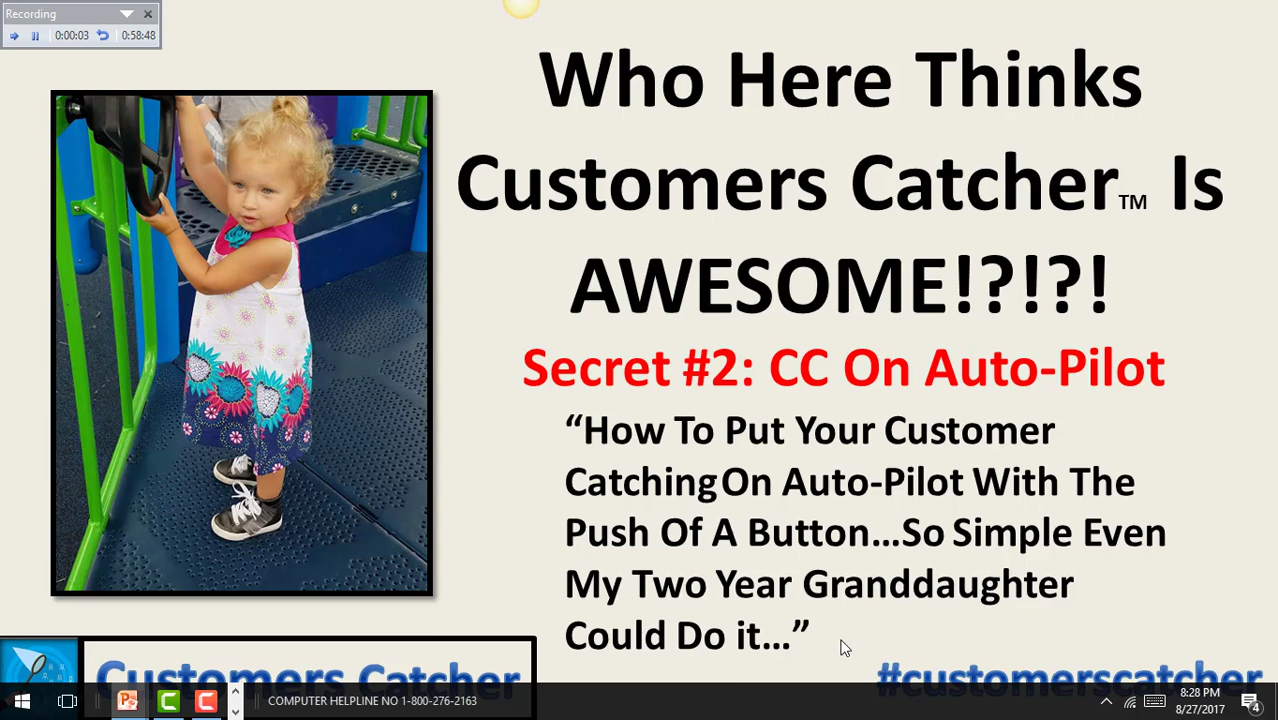 Recording
0:00:03
0:58:48
Who Here Thinks
Customers Catcher™ Is
AWESOME!?!?!
Secret #2: CC On Auto-Pilot
“How To Put Your Customer
Catching On Auto-Pilot With The
Push Of A Button...So Simple Even
My Two Year Granddaughter
Could Do it...”
Customers Catcher
#customerscatcher
COMPUTER HELPLINE NO 1-800-276-2163
8:28 PM
8/27/2017
4